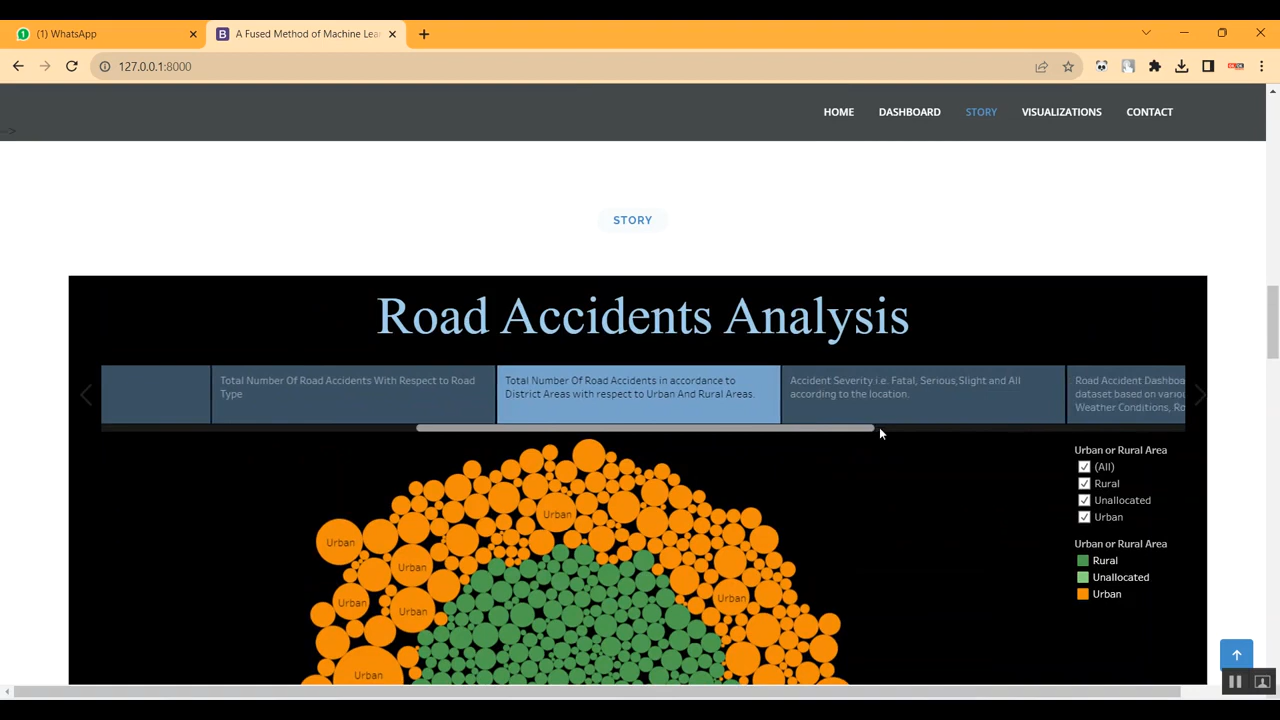 (1) WhatsApp
A Fused Method of Machine Lea
127.0.0.1:8000
HOME DASHBOARD STORY VISUALIZATIONS CONTACT
-->
STORY
Road Accidents Analysis
Total Number Of Road Accidents With Respect to Road
Type
Total Number Of Road Accidents in accordance to
District Areas with respect to Urban And Rural Areas.
Accident Severity i.e. Fatal, Serious,Slight and All
according to the location.
Road Accident Dashboa
dataset based on variou
Weather Conditions, Ro
Urban or Rural Area
(All)
Rural
Unallocated
Urban
Urban or Rural Area
Rural
Unallocated
Urban
Urban
Urban
Urban
Urban
Urban
Urban
Urban